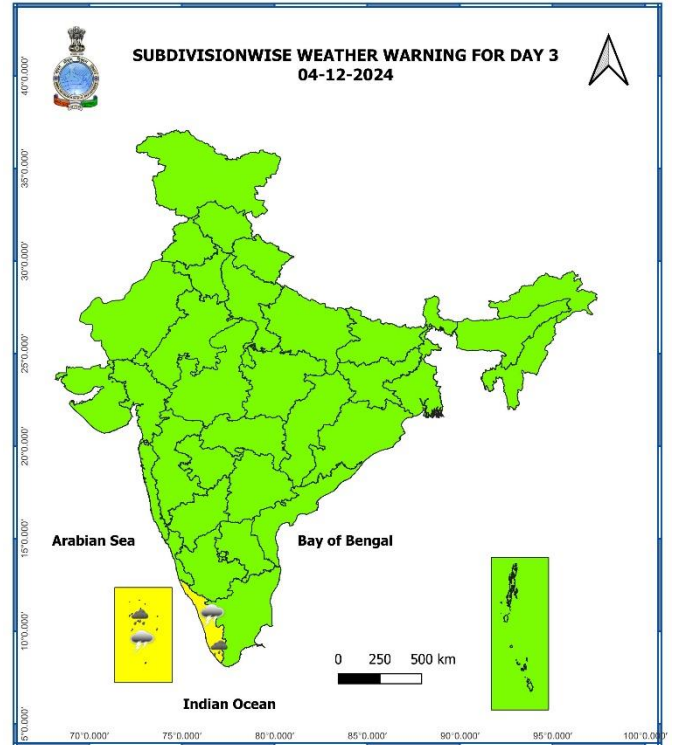 SUBDIVISIONWISE WEATHER WARNING FOR DAY 3
04-12-2024
40°0.000'
35°0.000'
30°0.000'
25°0.000'
20°0.000'
15°0.000'
10°0.000'
5°0.000'
Arabian Sea
Bay of Bengal
0 250 500 km
Indian Ocean
70°0.000' 75°0.000' 80°0.000' 85°0.000' 90°0.000' 95°0.000' 100°0.000'